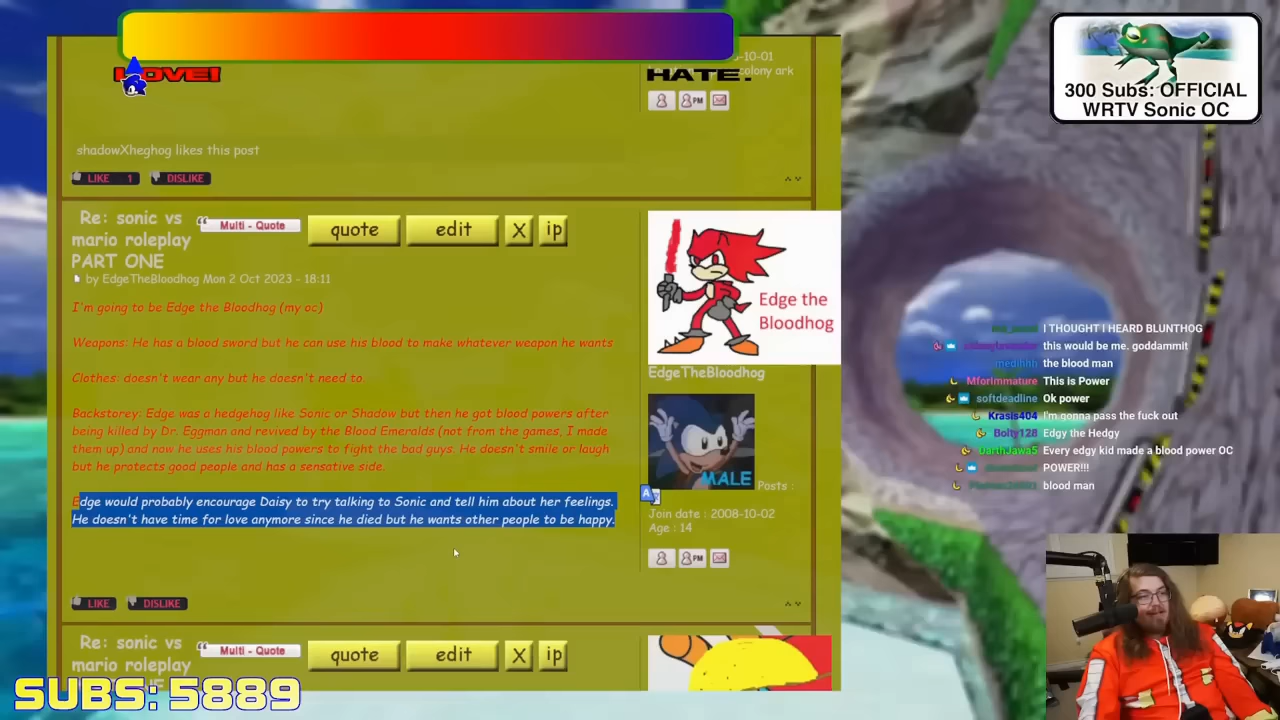 LOVE!
HATE.
-10-01
colony ark
PM
shadowXheghog likes this post
LIKE 1 DISLIKE
Re: sonic vs
mario roleplay
PART ONE
Multi - Quote
quote edit X ip
by EdgeTheBloodhog Mon 2 Oct 2023 - 18:11
I'm going to be Edge the Bloodhog (my oc)
Weapons: He has a blood sword but he can use his blood to make whatever weapon he wants
Clothes: doesn't wear any but he doesn't need to.
Backstorey: Edge was a hedgehog like Sonic or Shadow but then he got blood powers after
being killed by Dr. Eggman and revived by the Blood Emeralds (not from the games, I made
them up) and now he uses his blood powers to fight the bad guys. He doesn't smile or laugh
but he protects good people and has a sensative side.
Edge would probably encourage Daisy to try talking to Sonic and tell him about her feelings.
He doesn't have time for love anymore since he died but he wants other people to be happy.
Edge the
Bloodhog
EdgeTheBloodhog
MALE
Posts :
Join date : 2008-10-02
Age : 14
PM
LIKE DISLIKE
Re: sonic vs
mario roleplay
Multi - Quote
quote edit X ip
SUBS: 5889
300 Subs: OFFICIAL
WRTV Sonic OC
I THOUGHT I HEARD BLUNTHOG
this would be me. goddammit
the blood man
MforImmature This is Power
softdeadline Ok power
Krasis404 I'm gonna pass the fuck out
Bolty128 Edgy the Hedgy
DarthJawa5 Every edgy kid made a blood power OC
POWER!!!
blood man